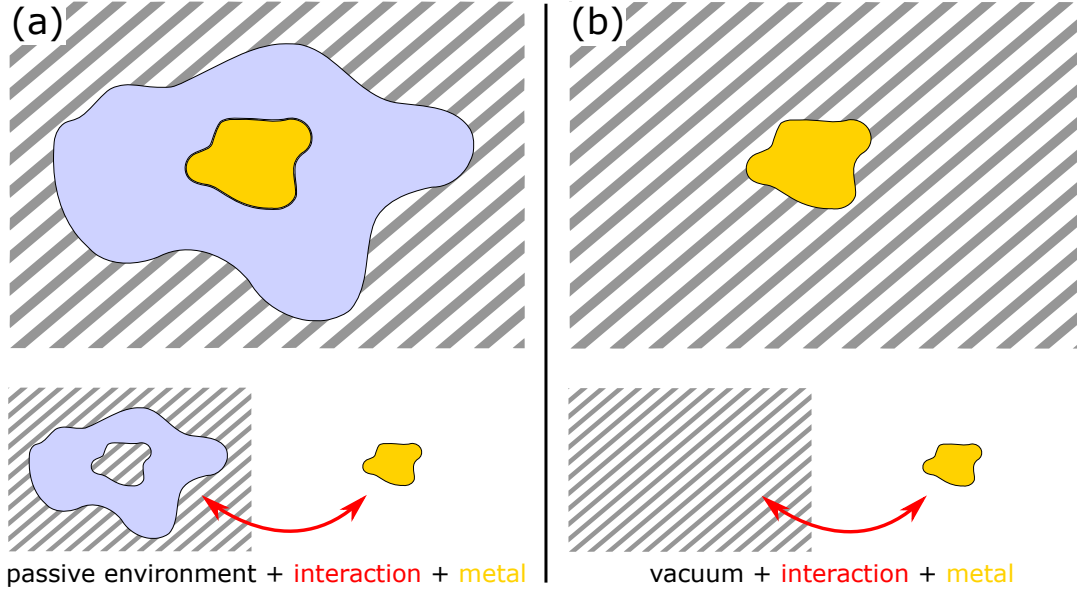 (a)
(b)
passive environment + interaction + metal
vacuum + interaction + metal